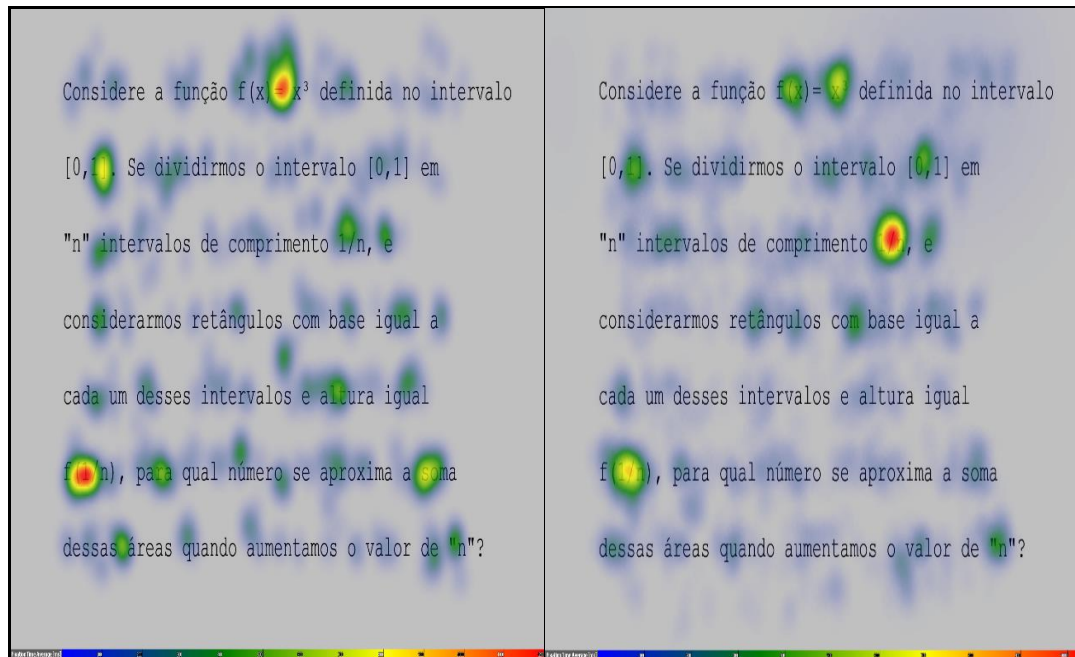 Considere a função f(x)= x³ definida no intervalo
[0,1]. Se dividirmos o intervalo [0,1] em
"n" intervalos de comprimento 1/n, e
considerarmos retângulos com base igual a
cada um desses intervalos e altura igual
f(i/n), para qual número se aproxima a soma
dessas áreas quando aumentamos o valor de "n"?
Considere a função f(x)= x³ definida no intervalo
[0,1]. Se dividirmos o intervalo [0,1] em
"n" intervalos de comprimento 1/n, e
considerarmos retângulos com base igual a
cada um desses intervalos e altura igual
f(i/n), para qual número se aproxima a soma
dessas áreas quando aumentamos o valor de "n"?